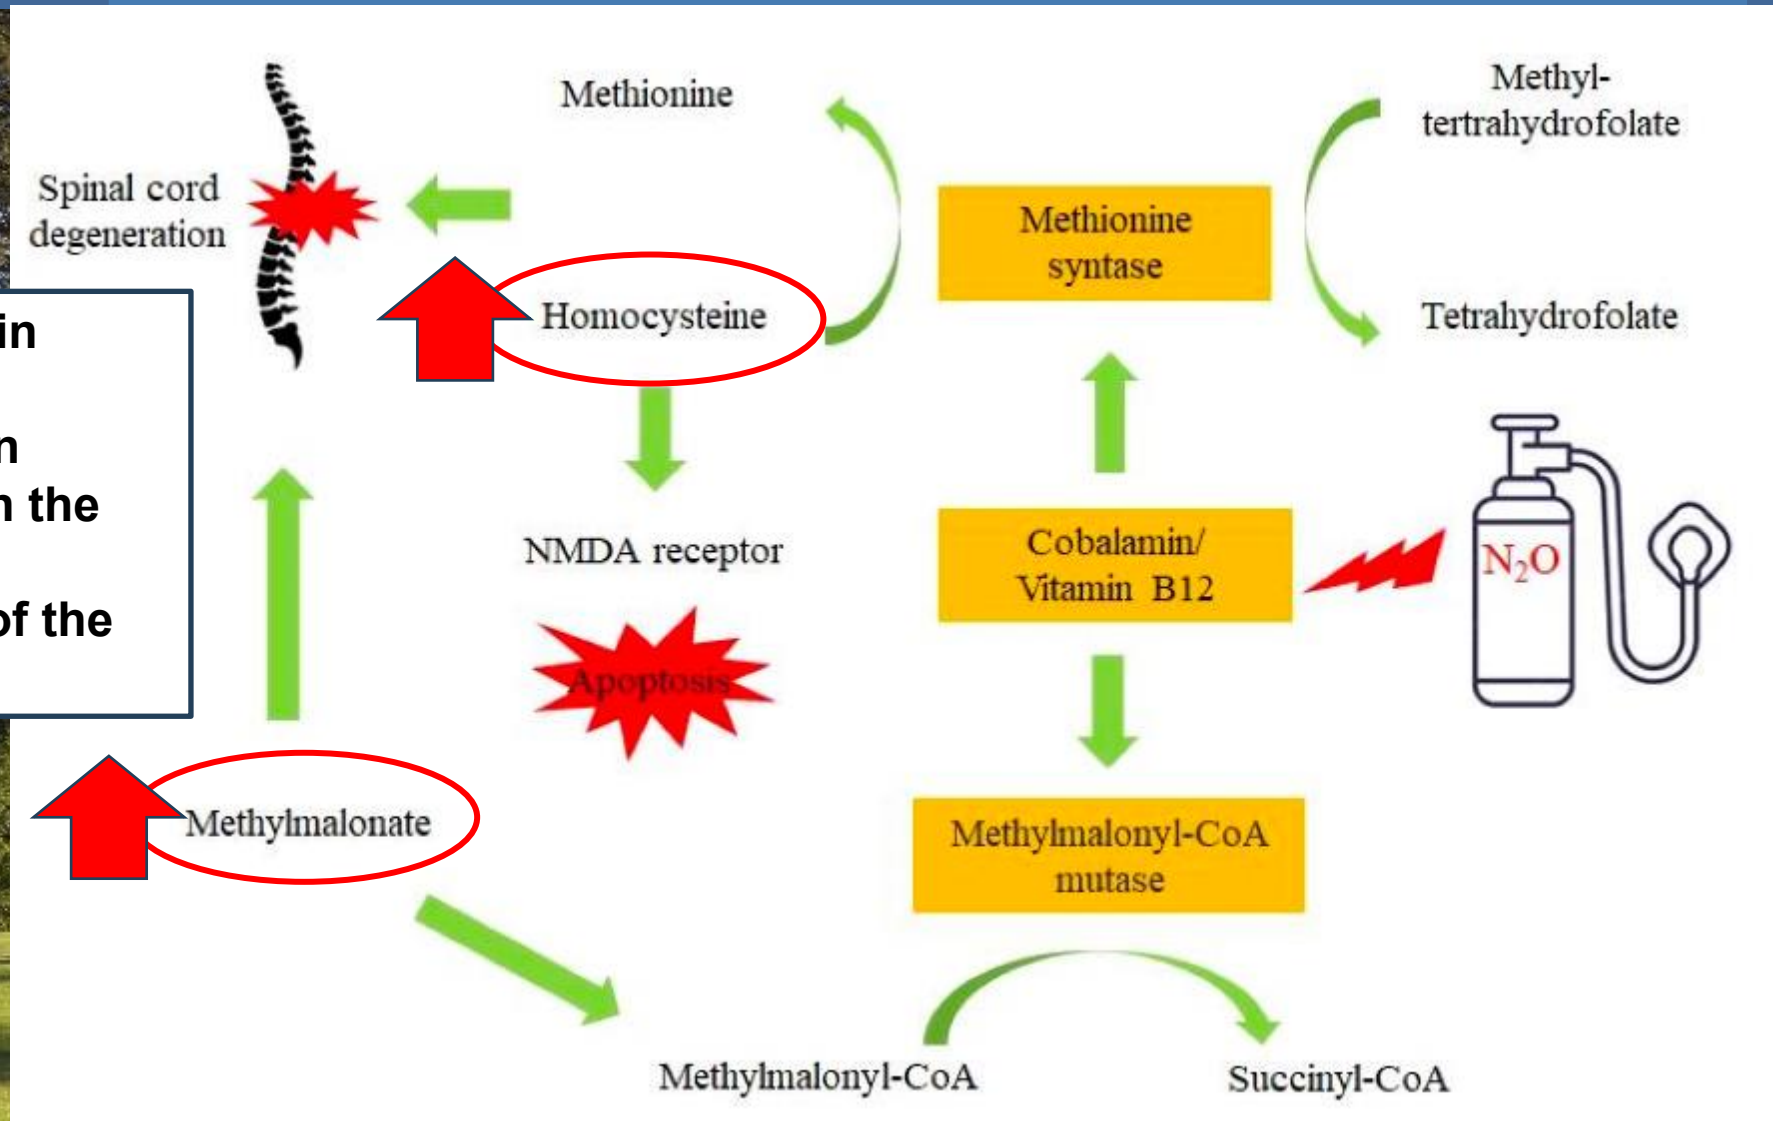 Methionine
Methyl-
tertrahydrofolate
Spinal cord
degeneration
Methionine
syntase
Homocysteine
Tetrahydrofolate
in
n
n the
of the
NMDA receptor
Cobalamin/
Vitamin B12
N₂O
Apoptosis
Methylmalonate
Methylmalonyl-CoA
mutase
Methylmalonyl-CoA
Succinyl-CoA